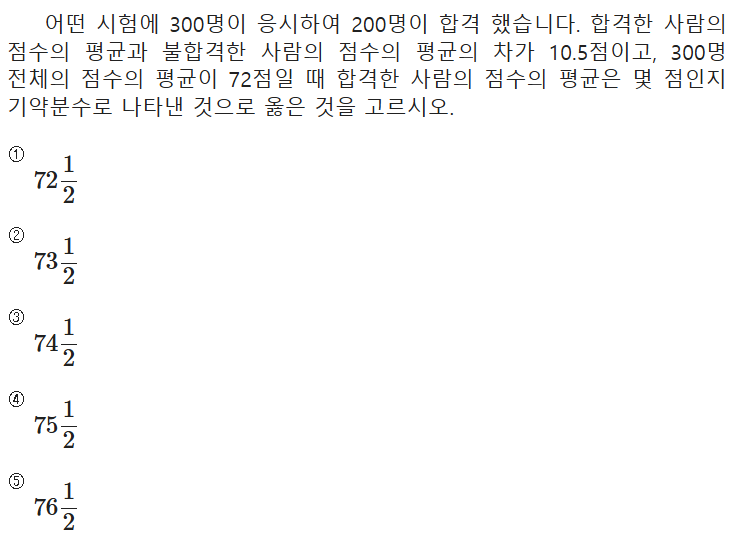 어떤 시험에 300명이 응시하여 200명이 합격 했습니다. 합격한 사람의
점수의 평균과 불합격한 사람의 점수의 평균의 차가 10.5점이고, 300명
전체의 점수의 평균이 72점일 때 합격한 사람의 점수의 평균은 몇 점인지
기약분수로 나타낸 것으로 옳은 것을 고르시오.
① 72 1/2
② 73 1/2
③ 74 1/2
④ 75 1/2
⑤ 76 1/2